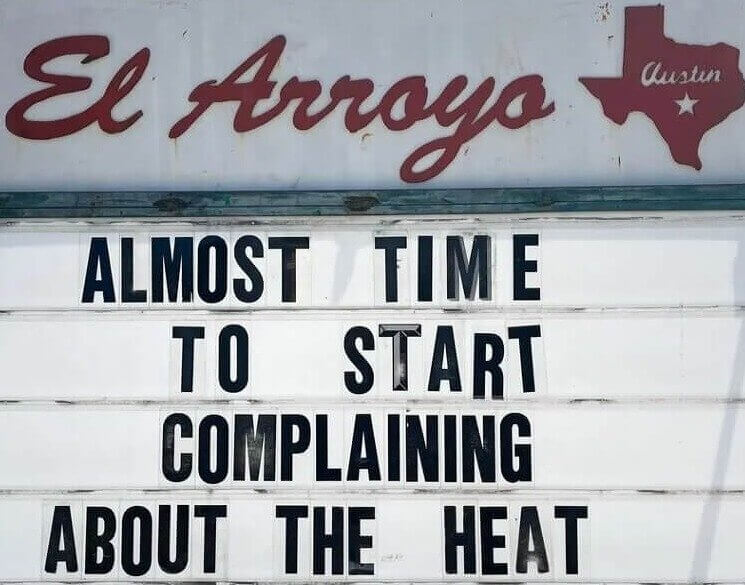 El Arroyo
Austin
ALMOST TIME
TO START
COMPLAINING
ABOUT THE HEAT